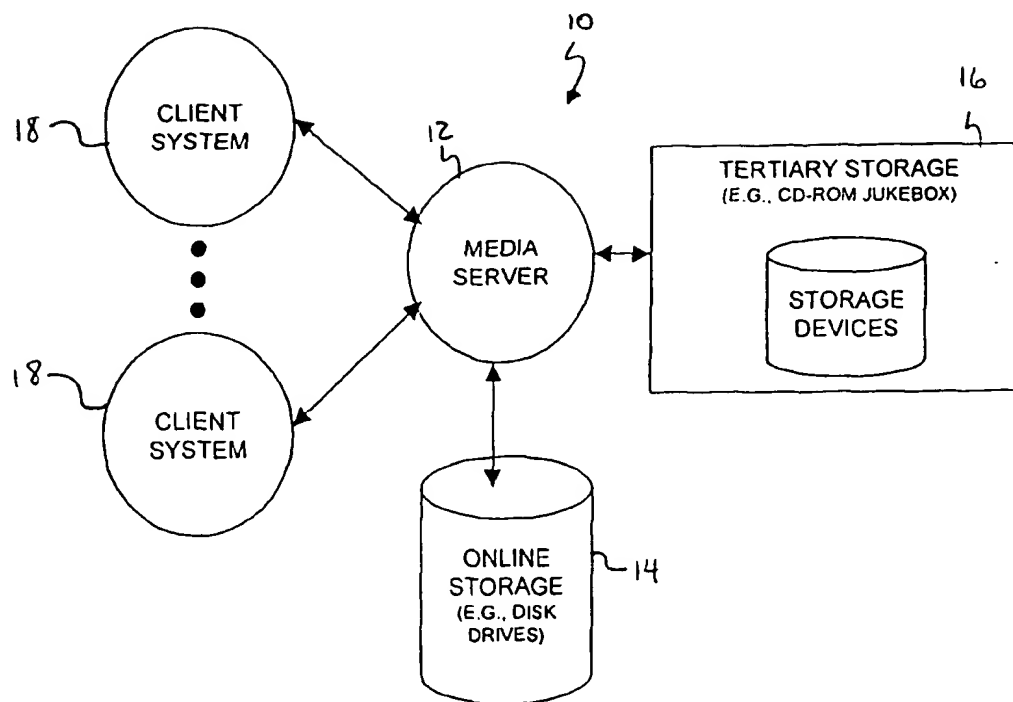 10
18
CLIENT
SYSTEM
12
MEDIA
SERVER
16
TERTIARY STORAGE
(E.G., CD-ROM JUKEBOX)
STORAGE
DEVICES
18
CLIENT
SYSTEM
ONLINE
STORAGE
(E.G., DISK
DRIVES)
14